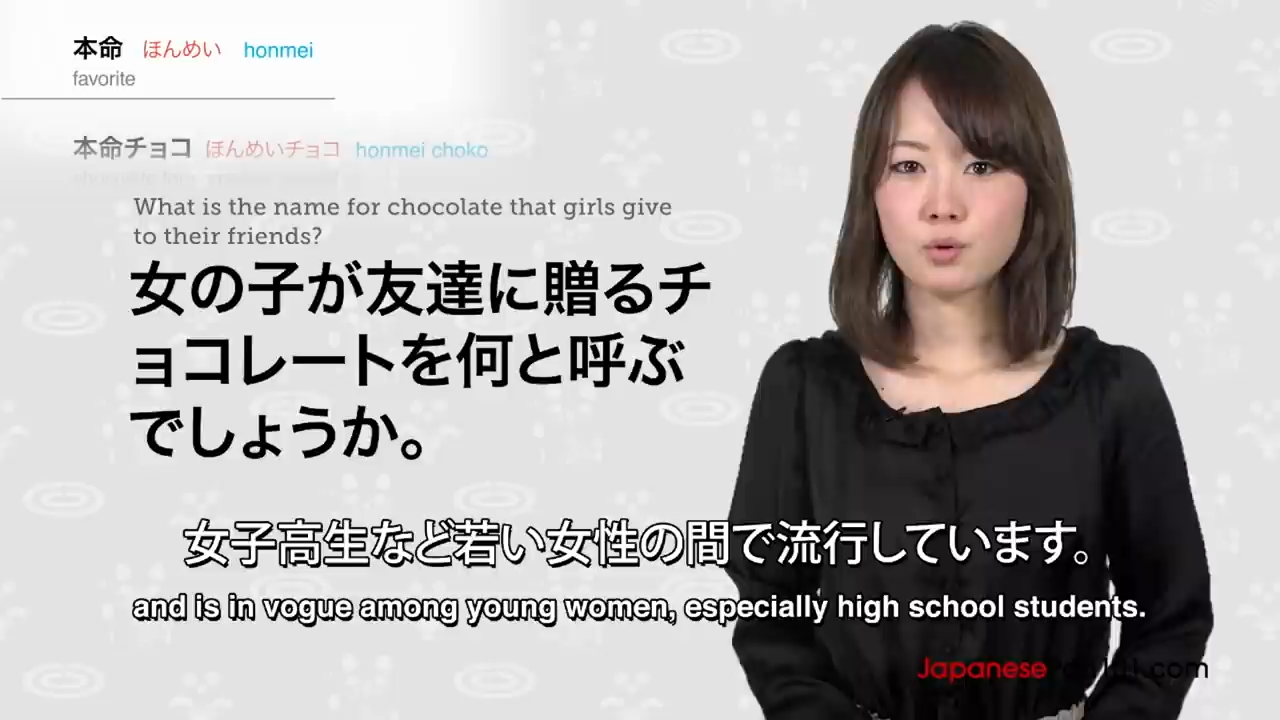 本命 ほんめい honmei
favorite
本命チョコ ほんめいチョコ honmei choko
What is the name for chocolate that girls give
to their friends?
女の子が友達に贈るチ
ョコレートを何と呼ぶ
でしょうか。
女子高生など若い女性の間で流行しています。
and is in vogue among young women, especially high school students.
JapanesePod101.com